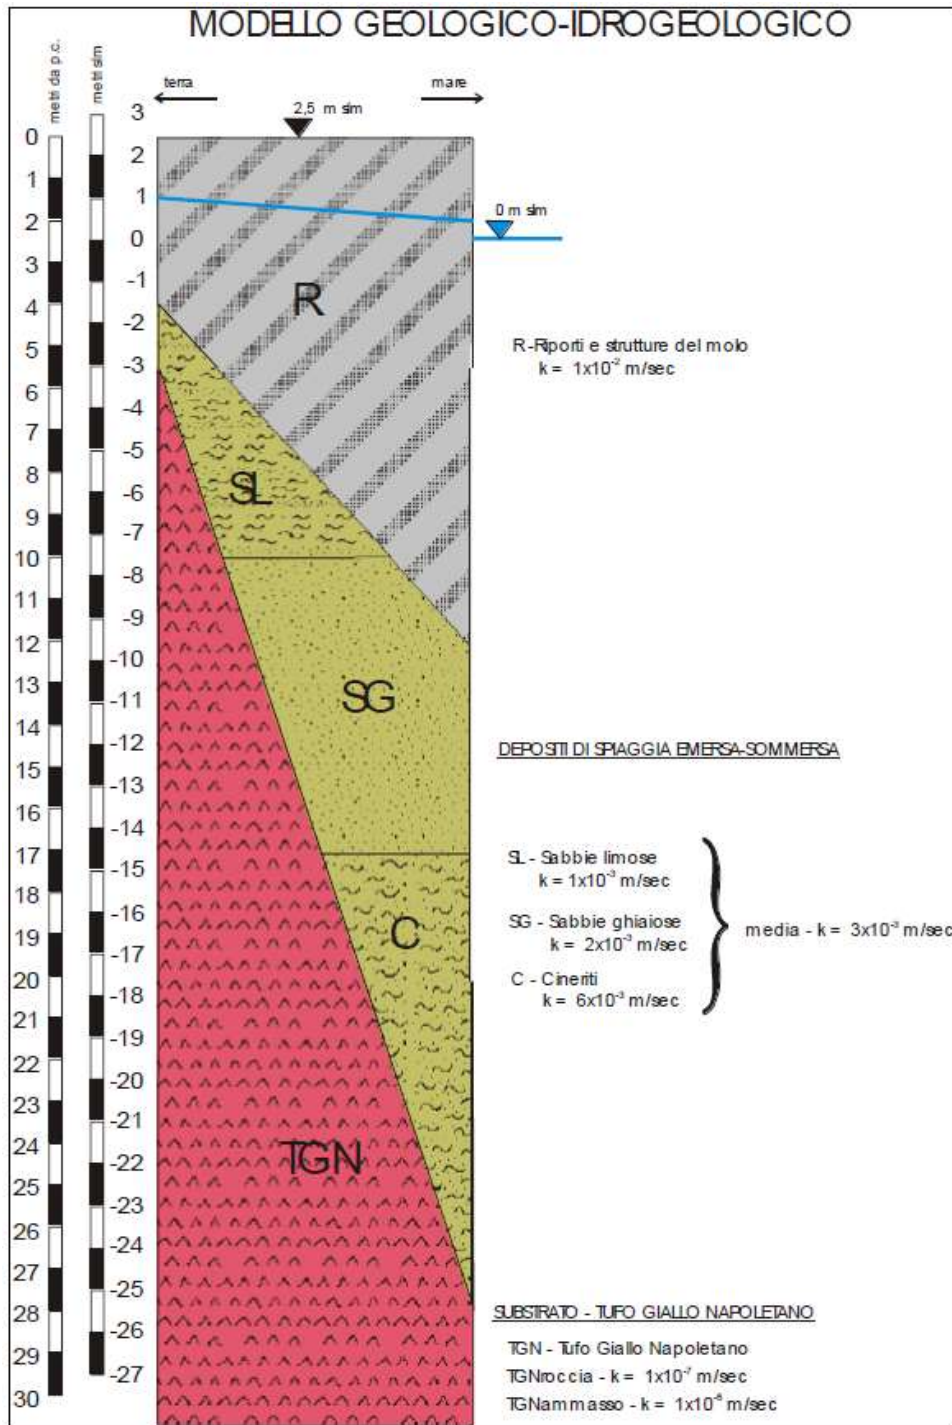 MODELLO GEOLOGICO-IDROGEOLOGICO
metri da p.c.
metri slm
terra
mare
2,5 m slm
0 m slm
0
1
2
3
4
5
6
7
8
9
10
11
12
13
14
15
16
17
18
19
20
21
22
23
24
25
26
27
28
29
30
3
2
1
0
-1
-2
-3
-4
-5
-6
-7
-8
-9
-10
-11
-12
-13
-14
-15
-16
-17
-18
-19
-20
-21
-22
-23
-24
-25
-26
-27
R
SL
SG
C
TGN
R -Riporti e strutture del molo
k = 1x10⁻² m/sec
DEPOSITI DI SPIAGGIA EMERSA-SOMMERSA
SL - Sabbie limose
k = 1x10⁻³ m/sec
SG - Sabbie ghiaiose
k = 2x10⁻³ m/sec
C - Cineriti
k = 6x10⁻³ m/sec
media - k = 3x10⁻³ m/sec
SUBSTRATO - TUFO GIALLO NAPOLETANO
TGN - Tufo Giallo Napoletano
TGNroccia - k = 1x10⁻⁷ m/sec
TGNammasso - k = 1x10⁻⁶ m/sec